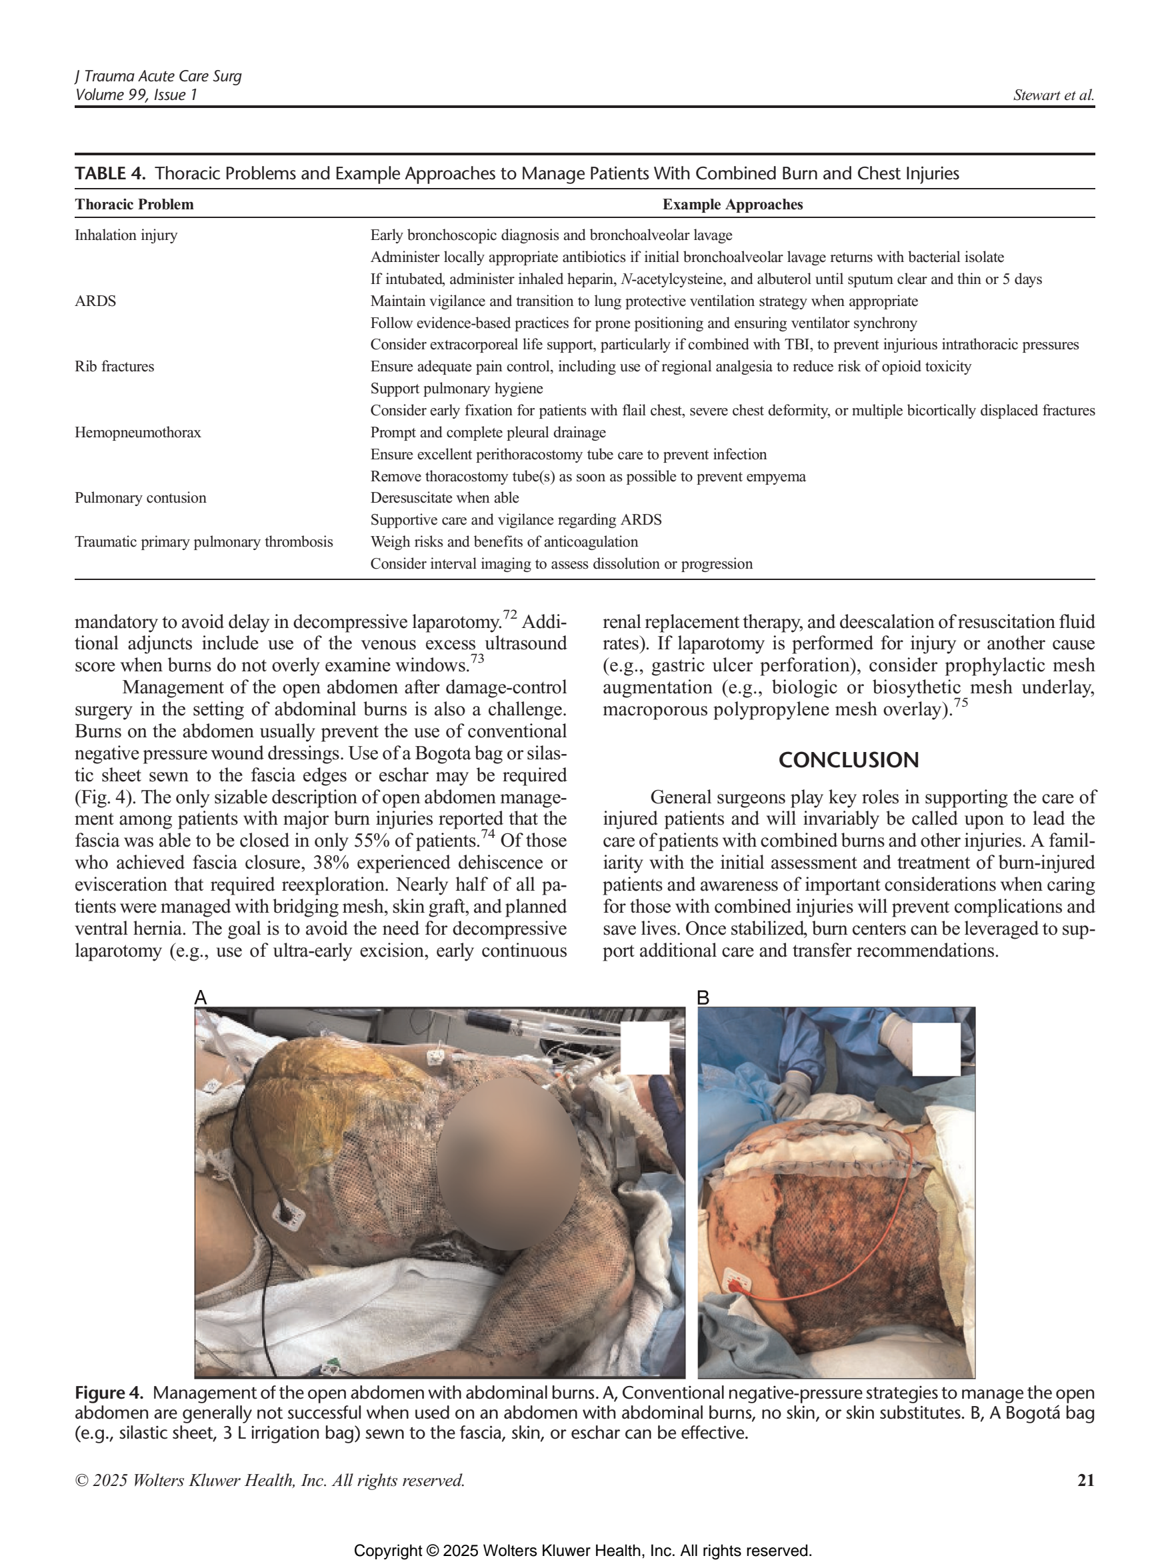 J Trauma Acute Care Surg
Volume 99, Issue 1
Stewart et al.
TABLE 4. Thoracic Problems and Example Approaches to Manage Patients With Combined Burn and Chest Injuries
Thoracic Problem Example Approaches
Inhalation injury Early bronchoscopic diagnosis and bronchoalveolar lavage
Administer locally appropriate antibiotics if initial bronchoalveolar lavage returns with bacterial isolate
If intubated, administer inhaled heparin, N-acetylcysteine, and albuterol until sputum clear and thin or 5 days
ARDS Maintain vigilance and transition to lung protective ventilation strategy when appropriate
Follow evidence-based practices for prone positioning and ensuring ventilator synchrony
Consider extracorporeal life support, particularly if combined with TBI, to prevent injurious intrathoracic pressures
Rib fractures Ensure adequate pain control, including use of regional analgesia to reduce risk of opioid toxicity
Support pulmonary hygiene
Consider early fixation for patients with flail chest, severe chest deformity, or multiple bicortically displaced fractures
Hemopneumothorax Prompt and complete pleural drainage
Ensure excellent perithoracostomy tube care to prevent infection
Remove thoracostomy tube(s) as soon as possible to prevent empyema
Pulmonary contusion Deresuscitate when able
Supportive care and vigilance regarding ARDS
Traumatic primary pulmonary thrombosis Weigh risks and benefits of anticoagulation
Consider interval imaging to assess dissolution or progression
mandatory to avoid delay in decompressive laparotomy.72 Addi-
tional adjuncts include use of the venous excess ultrasound
score when burns do not overly examine windows.73
Management of the open abdomen after damage-control
surgery in the setting of abdominal burns is also a challenge.
Burns on the abdomen usually prevent the use of conventional
negative pressure wound dressings. Use of a Bogota bag or silas-
tic sheet sewn to the fascia edges or eschar may be required
(Fig. 4). The only sizable description of open abdomen manage-
ment among patients with major burn injuries reported that the
fascia was able to be closed in only 55% of patients.74 Of those
who achieved fascia closure, 38% experienced dehiscence or
evisceration that required reexploration. Nearly half of all pa-
tients were managed with bridging mesh, skin graft, and planned
ventral hernia. The goal is to avoid the need for decompressive
laparotomy (e.g., use of ultra-early excision, early continuous
renal replacement therapy, and deescalation of resuscitation fluid
rates). If laparotomy is performed for injury or another cause
(e.g., gastric ulcer perforation), consider prophylactic mesh
augmentation (e.g., biologic or biosythetic mesh underlay,
macroporous polypropylene mesh overlay).75
CONCLUSION
General surgeons play key roles in supporting the care of
injured patients and will invariably be called upon to lead the
care of patients with combined burns and other injuries. A famil-
iarity with the initial assessment and treatment of burn-injured
patients and awareness of important considerations when caring
for those with combined injuries will prevent complications and
save lives. Once stabilized, burn centers can be leveraged to sup-
port additional care and transfer recommendations.
A
B
Figure 4. Management of the open abdomen with abdominal burns. A, Conventional negative-pressure strategies to manage the open
abdomen are generally not successful when used on an abdomen with abdominal burns, no skin, or skin substitutes. B, A Bogotá bag
(e.g., silastic sheet, 3 L irrigation bag) sewn to the fascia, skin, or eschar can be effective.
© 2025 Wolters Kluwer Health, Inc. All rights reserved.
21
Copyright © 2025 Wolters Kluwer Health, Inc. All rights reserved.